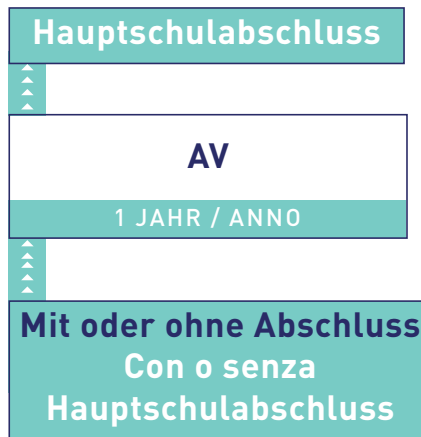 Hauptschulabschluss
AV
1 JAHR / ANNO
Mit oder ohne Abschluss
Con o senza
Hauptschulabschluss